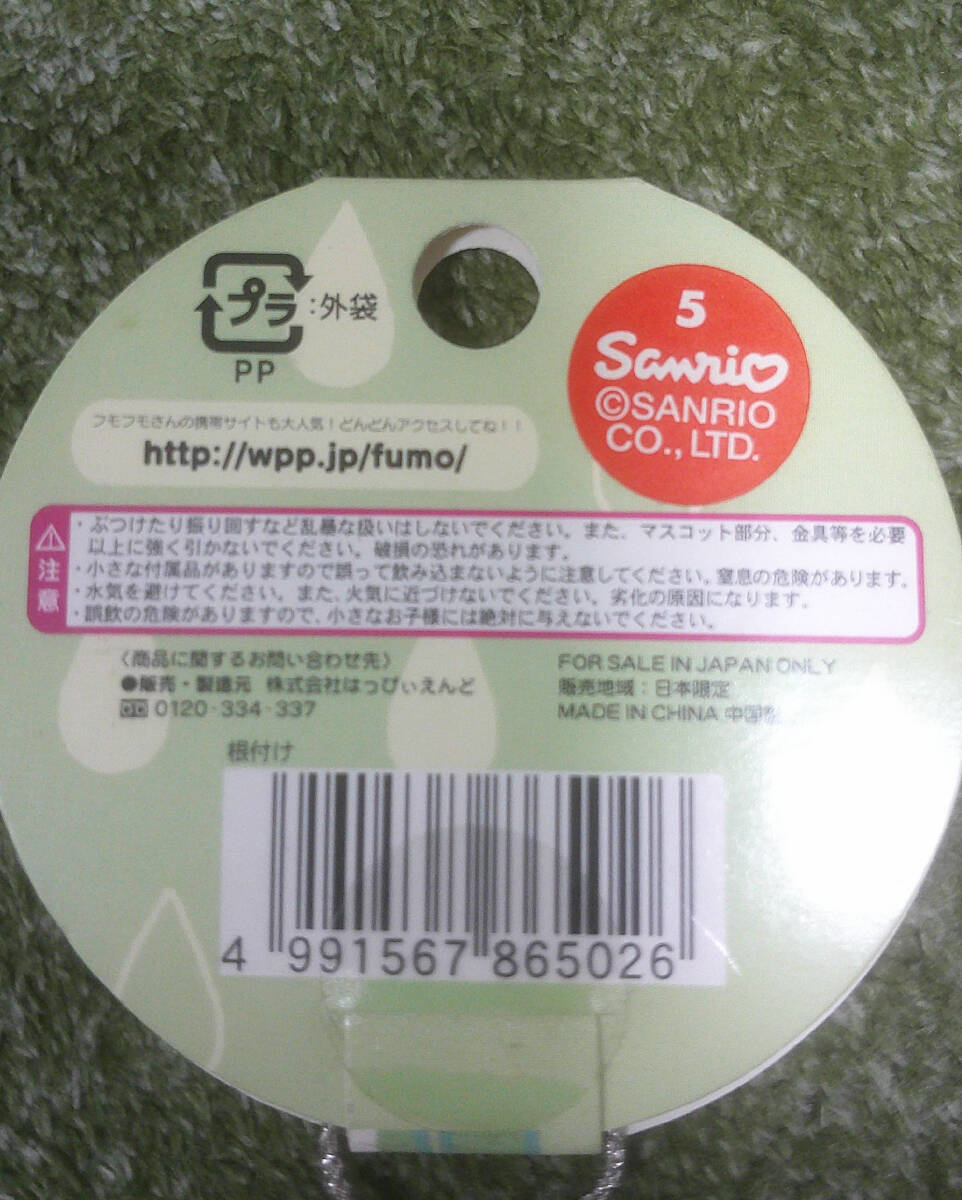 プラ:外袋
PP
5
Sanrio
©SANRIO
CO., LTD.
フモフモさんの携帯サイトも大人気!どんどんアクセスしてね!!
http://wpp.jp/fumo/
注意
・ぶつけたり振り回すなど乱暴な扱いはしないでください。また、マスコット部分、金具等を必要
以上に強く引かないでください。破損の恐れがあります。
・小さな付属品がありますので誤って飲み込まないように注意してください。窒息の危険があります。
・水気を避けてください。また、火気に近づけないでください。劣化の原因になります。
・誤飲の危険がありますので、小さなお子様には絶対に与えないでください。
〈商品に関するお問い合わせ先〉
●販売・製造元 株式会社はっぴぃえんど
0120-334-337
FOR SALE IN JAPAN ONLY
販売地域:日本限定
MADE IN CHINA 中国製
根付け
4 991567 865026